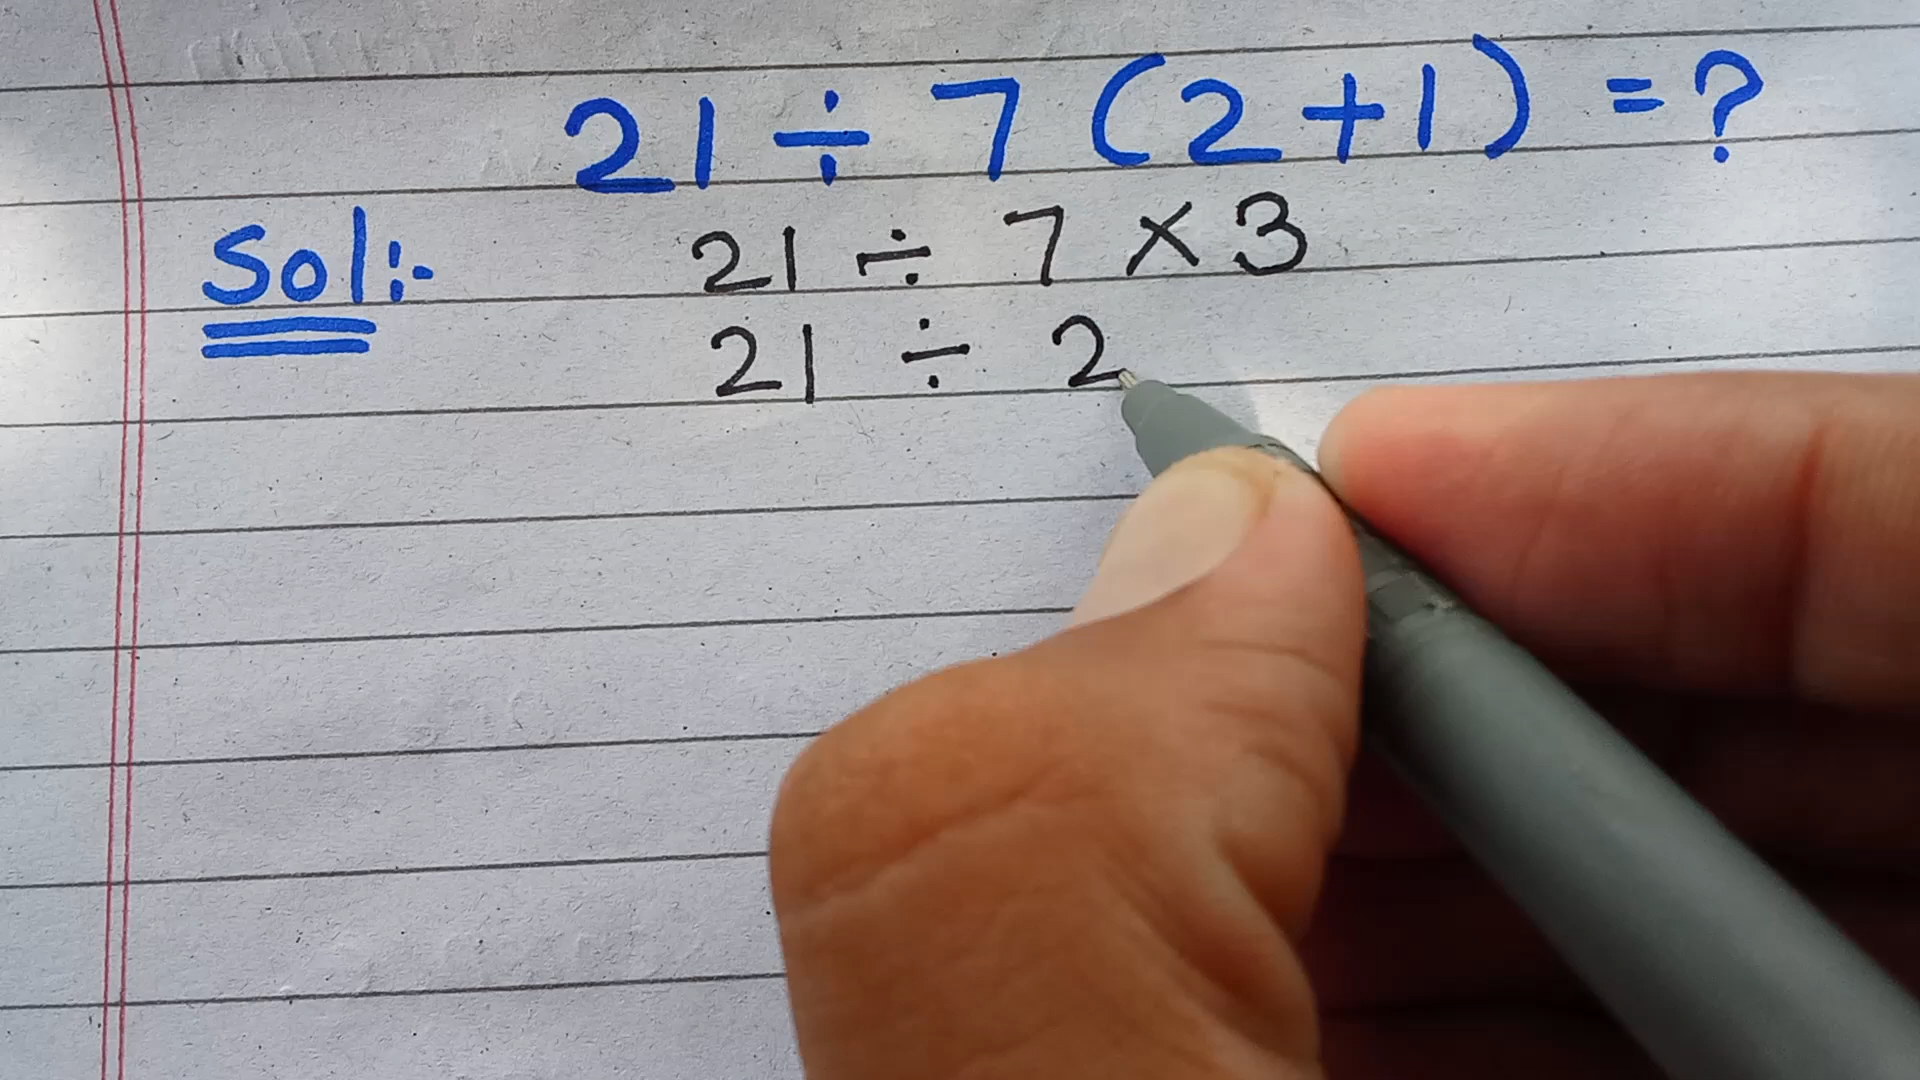 21 ÷ 7 (2+1) = ?
Sol:- 21 ÷ 7 × 3
21 ÷ 2